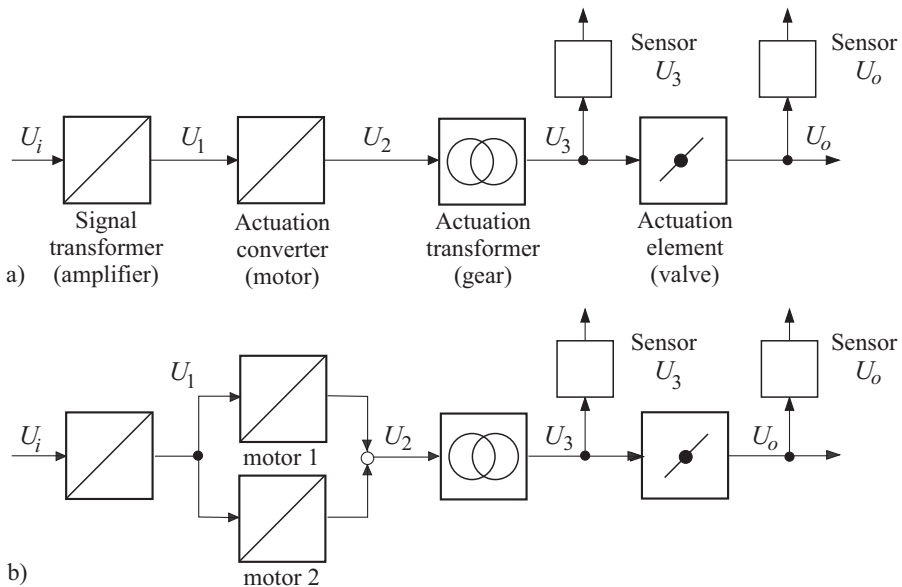 Sensor
U3
Sensor
Uo
Ui
U1
U2
U3
Uo
Signal
transformer
(amplifier)
Actuation
converter
(motor)
Actuation
transformer
(gear)
Actuation
element
(valve)
a)
Sensor
U3
Sensor
Uo
U1
Ui
U2
U3
Uo
motor 1
motor 2
b)